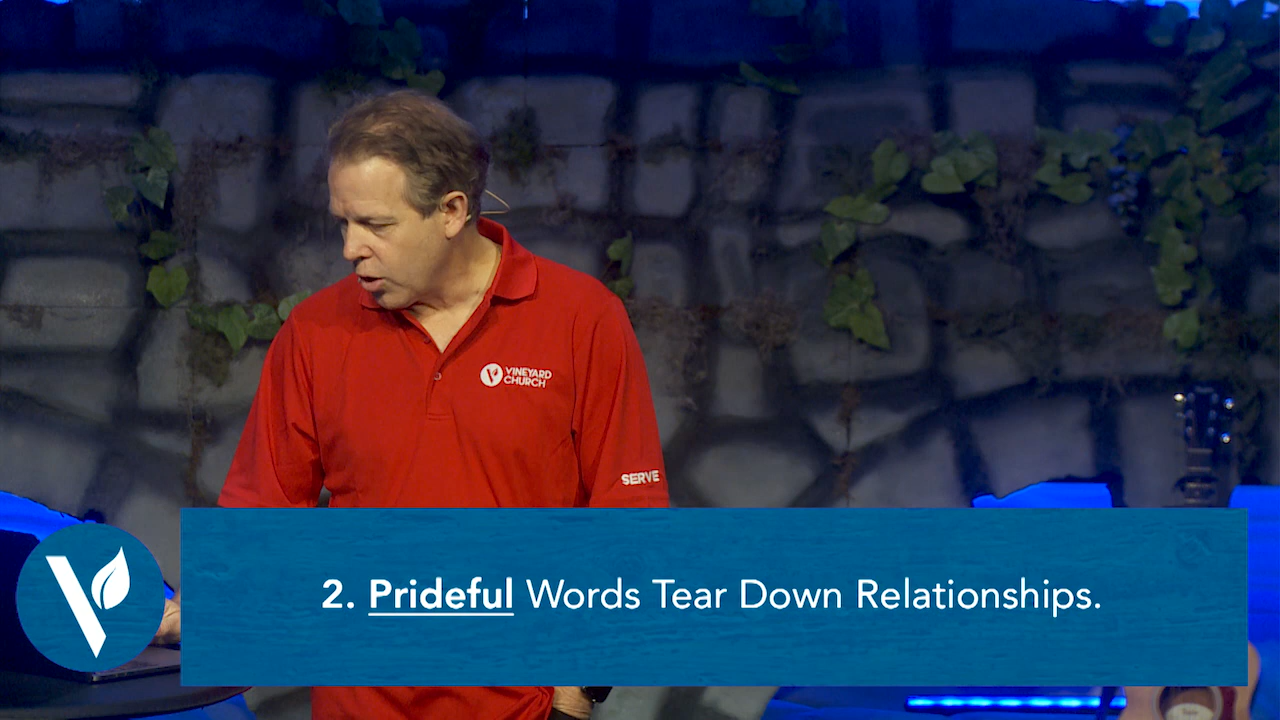 VINEYARD
CHURCH
SERVE
2. Prideful Words Tear Down Relationships.